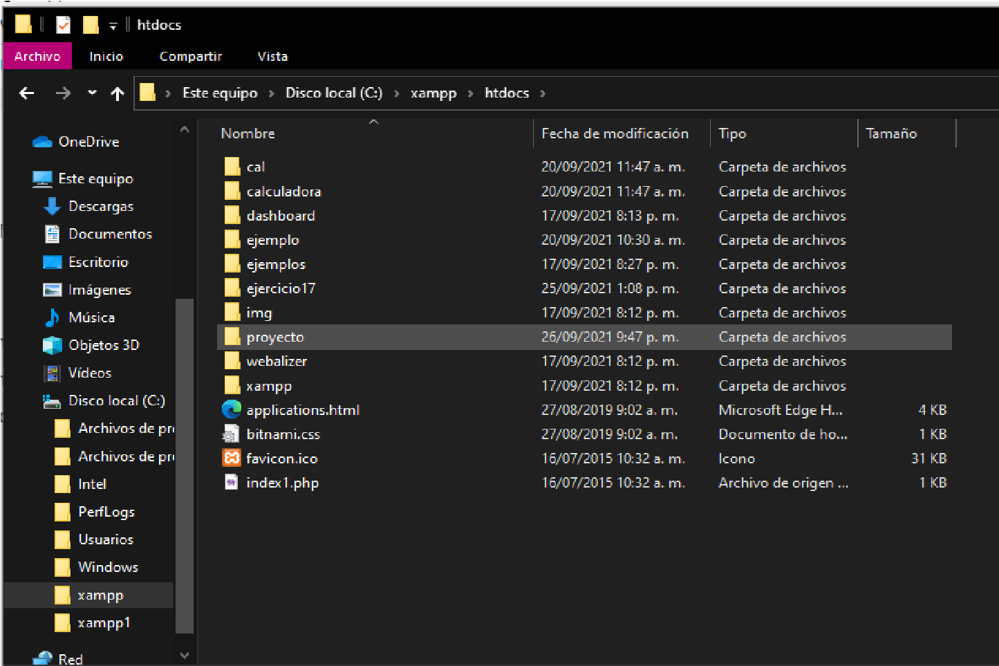 htdocs
Archivo Inicio Compartir Vista
Este equipo Disco local (C:) xampp htdocs
OneDrive
Este equipo
Descargas
Documentos
Escritorio
Imágenes
Música
Objetos 3D
Vídeos
Disco local (C:)
Archivos de pr
Archivos de pr
Intel
PerfLogs
Usuarios
Windows
xampp
xampp1
Red
Nombre Fecha de modificación Tipo Tamaño
cal 20/09/2021 11:47 a. m. Carpeta de archivos
calculadora 20/09/2021 11:47 a. m. Carpeta de archivos
dashboard 17/09/2021 8:13 p. m. Carpeta de archivos
ejemplo 20/09/2021 10:30 a. m. Carpeta de archivos
ejemplos 17/09/2021 8:27 p. m. Carpeta de archivos
ejercicio17 25/09/2021 1:08 p. m. Carpeta de archivos
img 17/09/2021 8:12 p. m. Carpeta de archivos
proyecto 26/09/2021 9:47 p. m. Carpeta de archivos
webalizer 17/09/2021 8:12 p. m. Carpeta de archivos
xampp 17/09/2021 8:12 p. m. Carpeta de archivos
applications.html 27/08/2019 9:02 a. m. Microsoft Edge H... 4 KB
bitnami.css 27/08/2019 9:02 a. m. Documento de ho... 1 KB
favicon.ico 16/07/2015 10:32 a. m. Icono 31 KB
index1.php 16/07/2015 10:32 a. m. Archivo de origen ... 1 KB